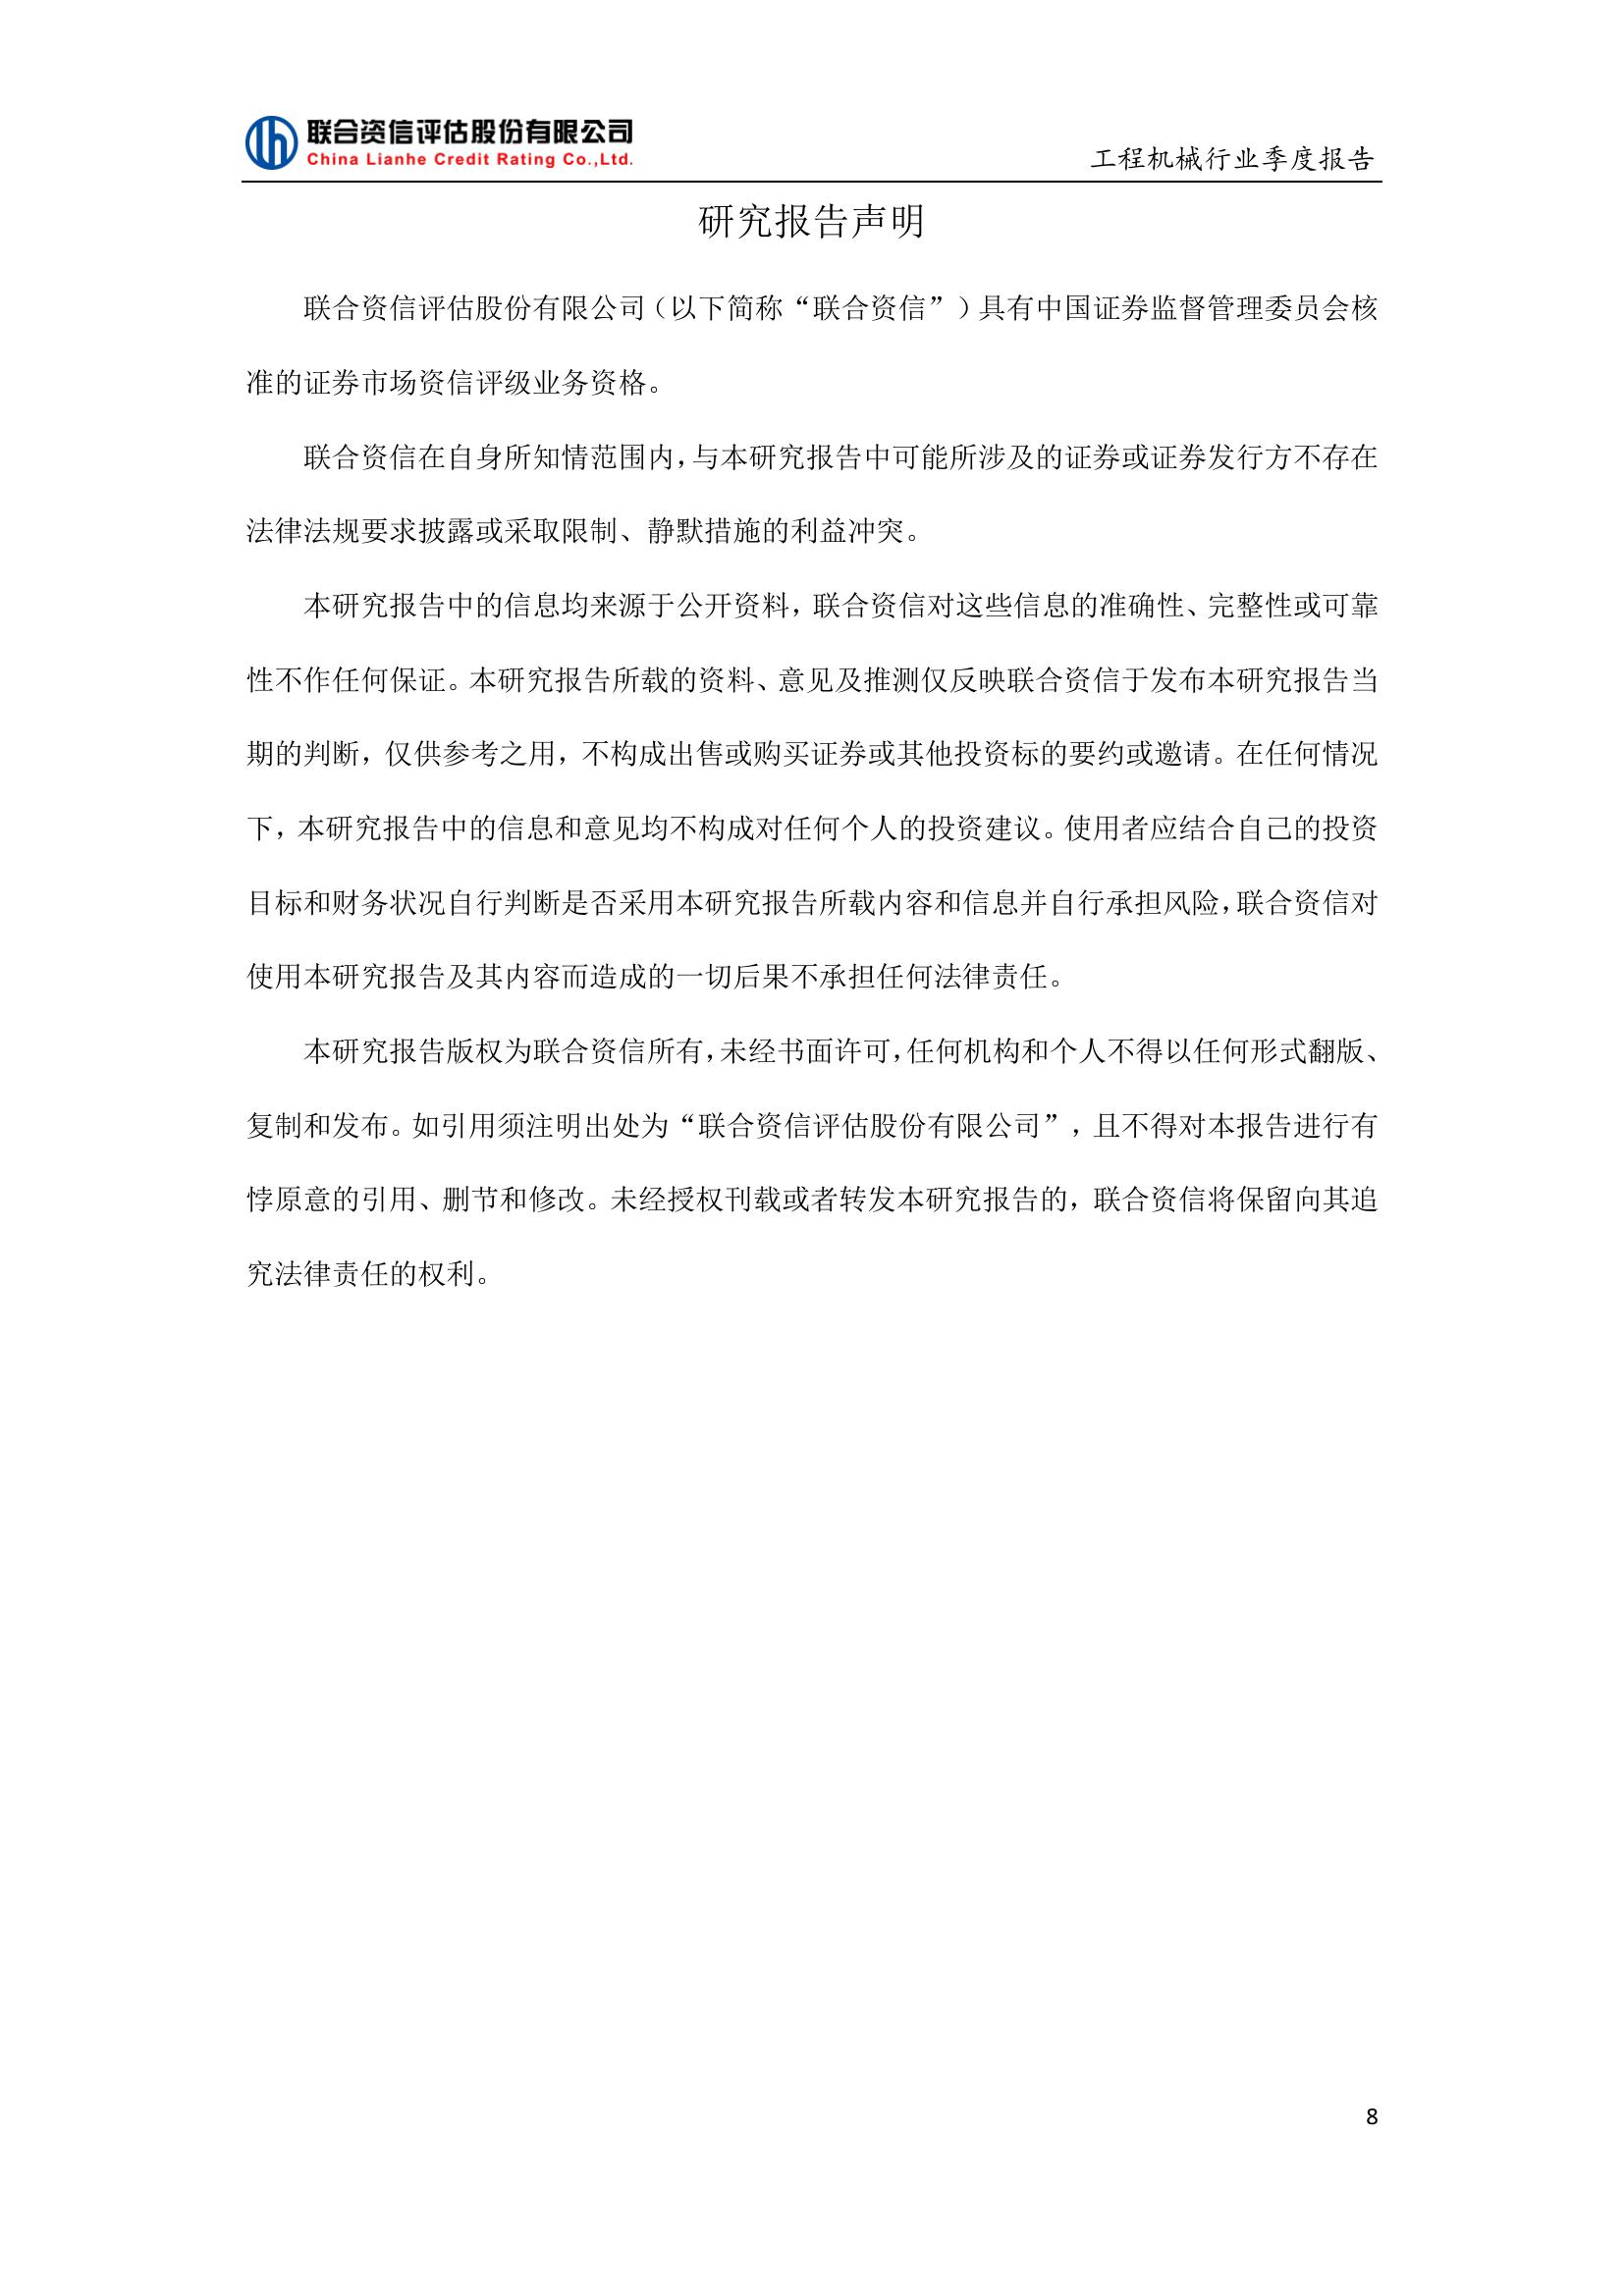 联合资信评估股份有限公司
China Lianhe Credit Rating Co.,Ltd.
工程机械行业季度报告
研究报告声明
联合资信评估股份有限公司（以下简称“联合资信”）具有中国证券监督管理委员会核
准的证券市场资信评级业务资格。
联合资信在自身所知情范围内，与本研究报告中可能所涉及的证券或证券发行方不存在
法律法规要求披露或采取限制、静默措施的利益冲突。
本研究报告中的信息均来源于公开资料，联合资信对这些信息的准确性、完整性或可靠
性不作任何保证。本研究报告所载的资料、意见及推测仅反映联合资信于发布本研究报告当
期的判断，仅供参考之用，不构成出售或购买证券或其他投资标的要约或邀请。在任何情况
下，本研究报告中的信息和意见均不构成对任何个人的投资建议。使用者应结合自己的投资
目标和财务状况自行判断是否采用本研究报告所载内容和信息并自行承担风险，联合资信对
使用本研究报告及其内容而造成的一切后果不承担任何法律责任。
本研究报告版权为联合资信所有，未经书面许可，任何机构和个人不得以任何形式翻版、
复制和发布。如引用须注明出处为“联合资信评估股份有限公司”，且不得对本报告进行有
悖原意的引用、删节和修改。未经授权刊载或者转发本研究报告的，联合资信将保留向其追
究法律责任的权利。
8